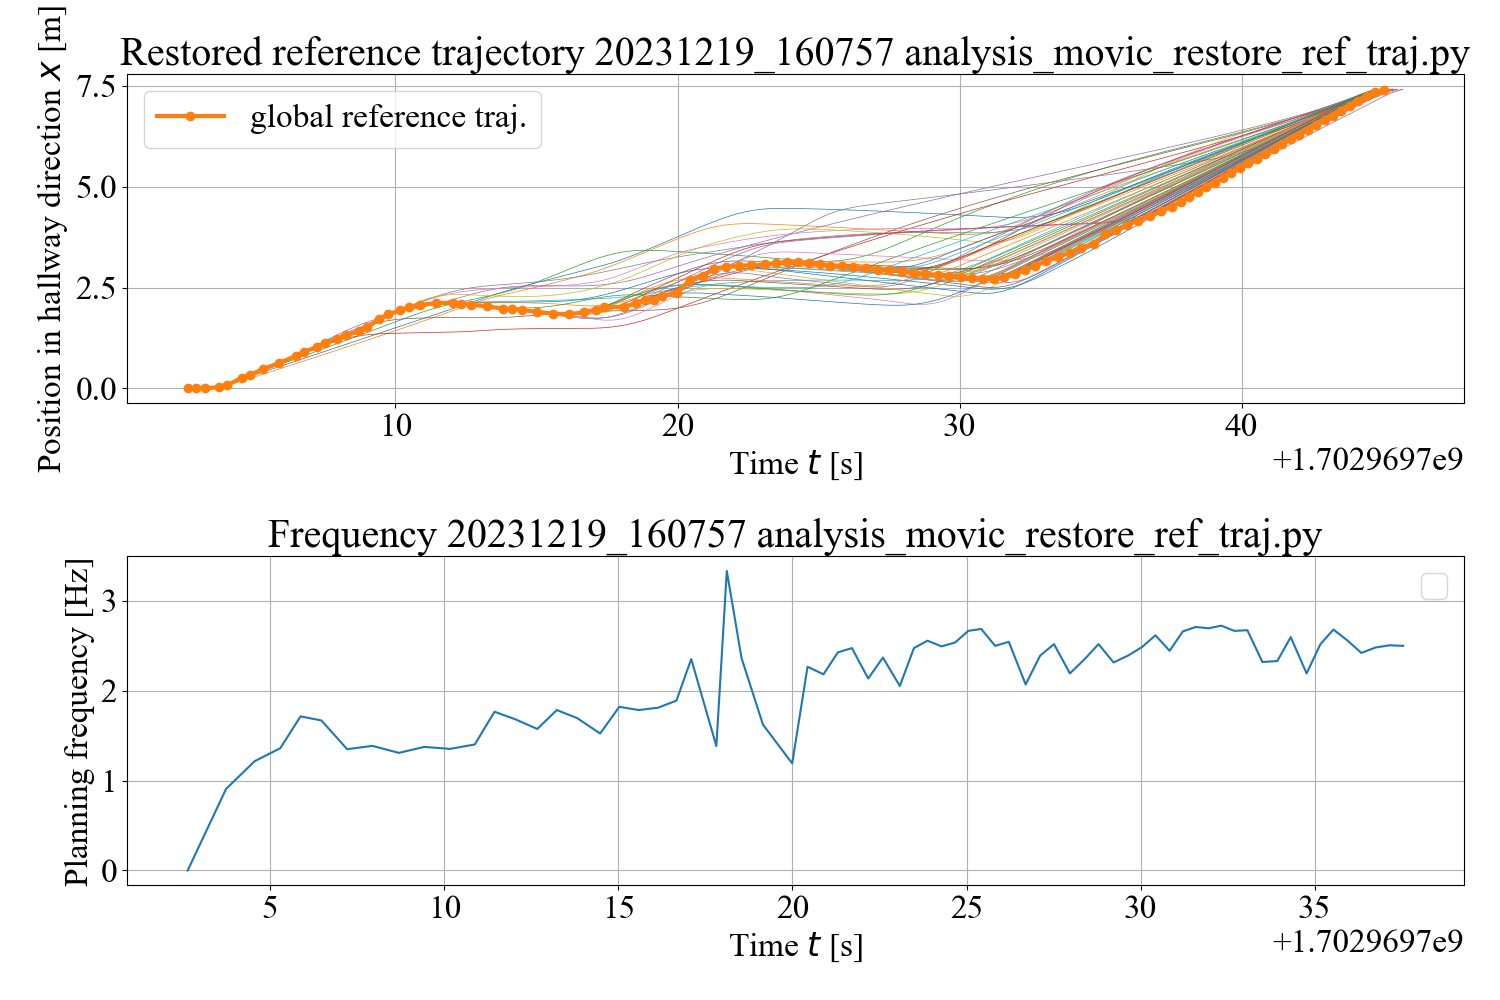 Restored reference trajectory 20231219_160757 analysis_movic_restore_ref_traj.py
Position in hallway direction x [m]
7.5
5.0
2.5
0.0
global reference traj.
10 20 30 40
Time t [s]
+1.7029697e9
Frequency 20231219_160757 analysis_movic_restore_ref_traj.py
Planning frequency [Hz]
3
2
1
0
5 10 15 20 25 30 35
Time t [s]
+1.7029697e9